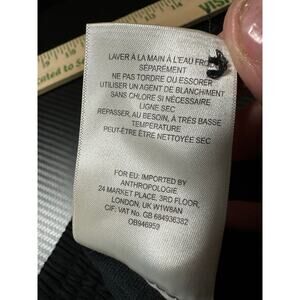 LAVER À LA MAIN À L'EAU
SÉPARÉMENT
NE PAS TORDRE OU ESSORER
UTILISER UN AGENT DE BLANCHIMENT
SANS CHLORE SI NÉCESSAIRE
LIGNE SEC
REPASSER, AU BESOIN, À TRÈS BASSE
TEMPÉRATURE
PEUT-ÊTRE ÊTRE NETTOYÉE SEC
FOR EU: IMPORTED BY
ANTHROPOLOGIE
24 MARKET PLACE, 3RD FLOOR,
LONDON, UK W1W8AN
CIF: VAT No. GB 684936382
OB946959